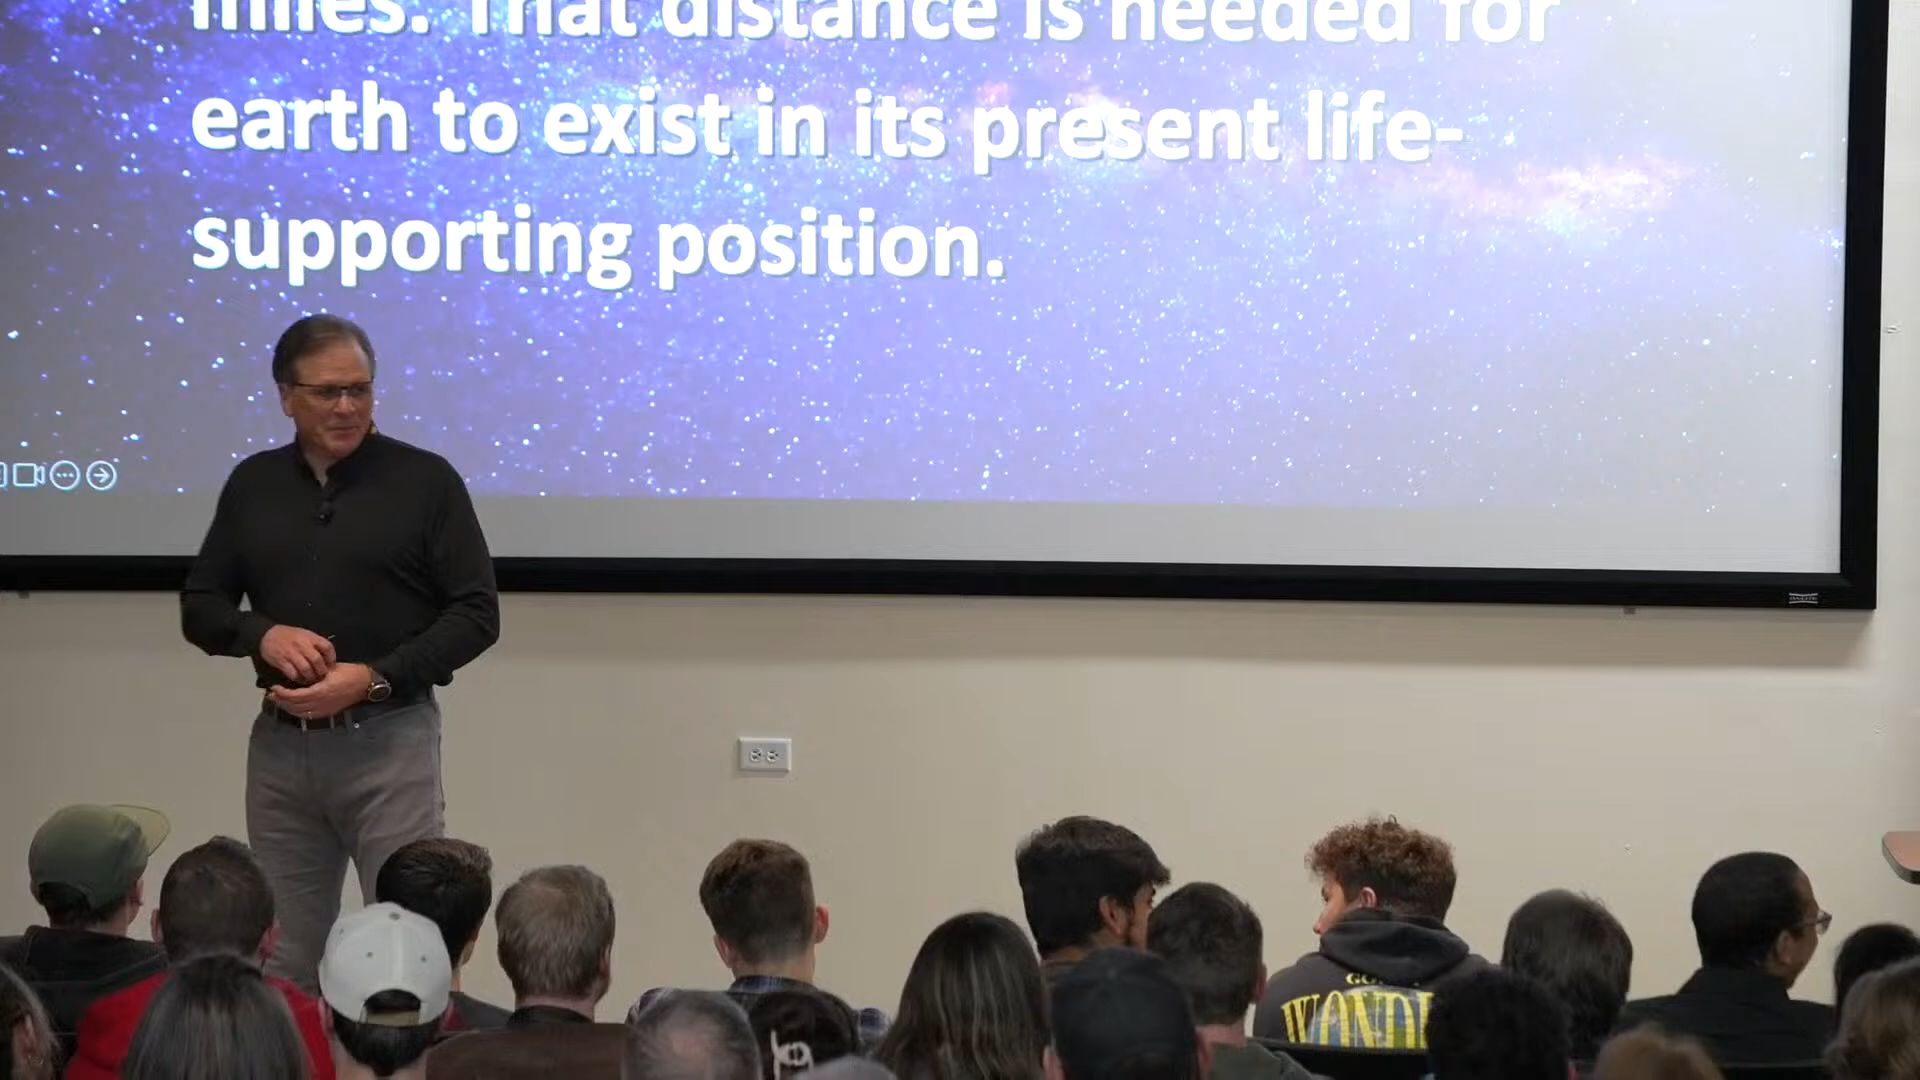 miles. That distance is needed for
earth to exist in its present life-
supporting position.